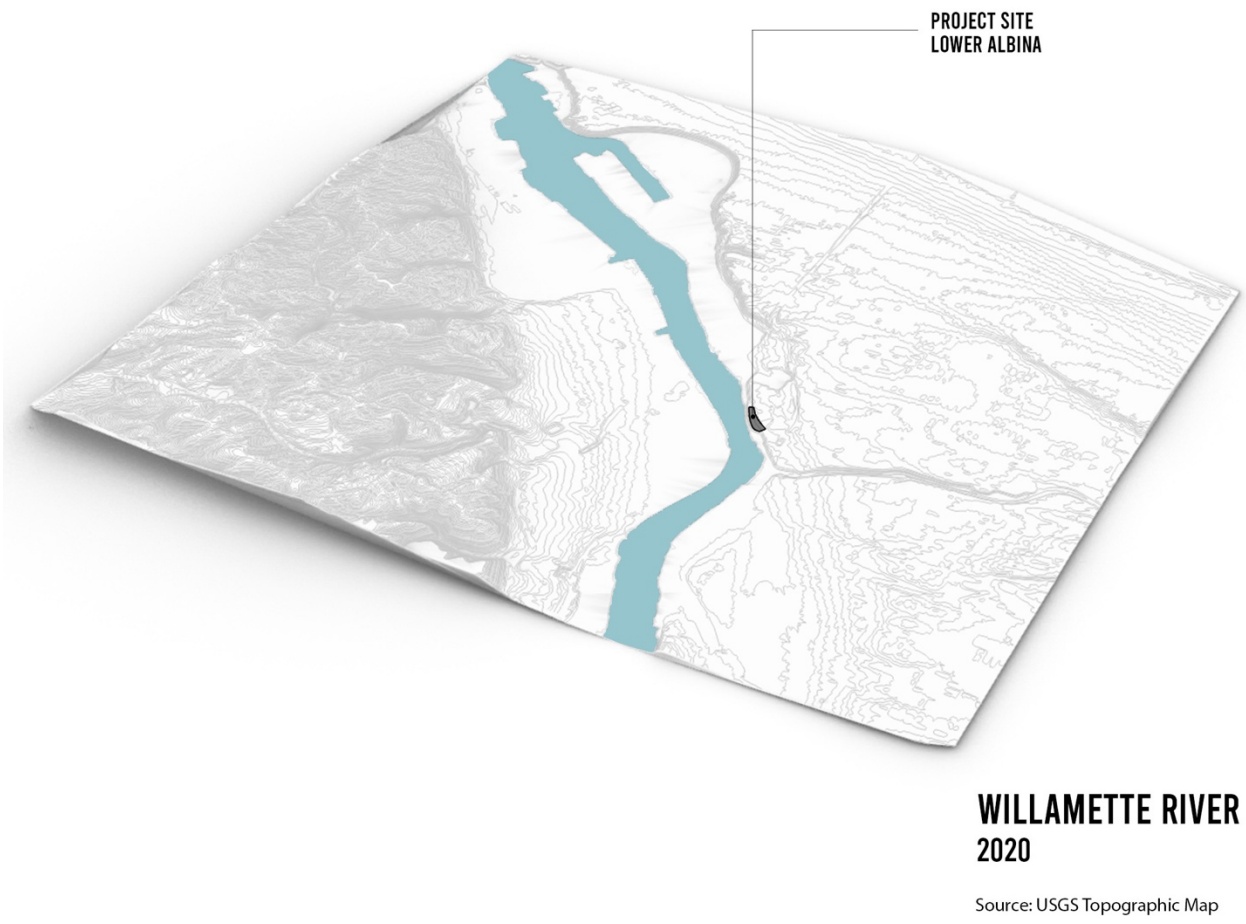 PROJECT SITE
LOWER ALBINA
WILLAMETTE RIVER
2020
Source: USGS Topographic Map